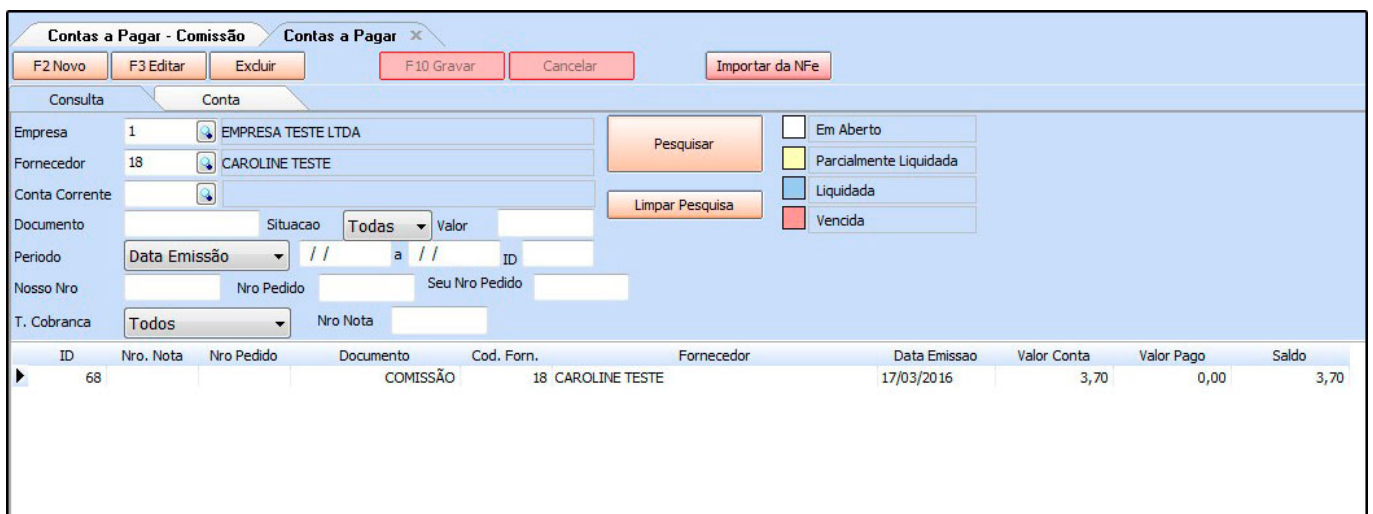 Contas a Pagar - Comissão Contas a Pagar
F2 Novo F3 Editar Excluir F10 Gravar Cancelar Importar da NFe
Consulta Conta
Empresa 1 EMPRESA TESTE LTDA Pesquisar Em Aberto
Fornecedor 18 CAROLINE TESTE Parcialmente Liquidada
Conta Corrente Limpar Pesquisa Liquidada
Documento Situacao Todas Valor Vencida
Periodo Data Emissão / / a / / ID
Nosso Nro Nro Pedido Seu Nro Pedido
T. Cobranca Todos Nro Nota
ID Nro. Nota Nro Pedido Documento Cod. Forn. Fornecedor Data Emissao Valor Conta Valor Pago Saldo
68 COMISSÃO 18 CAROLINE TESTE 17/03/2016 3,70 0,00 3,70